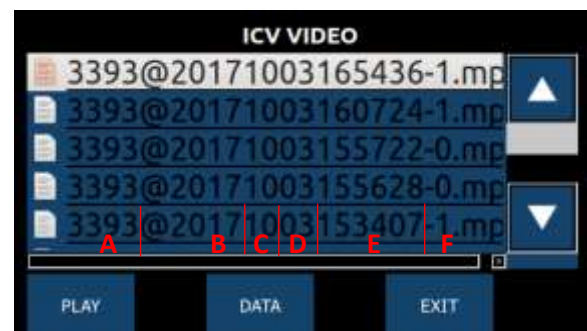 ICV VIDEO
3393@20171003165436-1.mp
3393@20171003160724-1.mp
3393@20171003155722-0.mp
3393@20171003155628-0.mp
3393@20171003153407-1.mp
A B C D E F
PLAY DATA EXIT